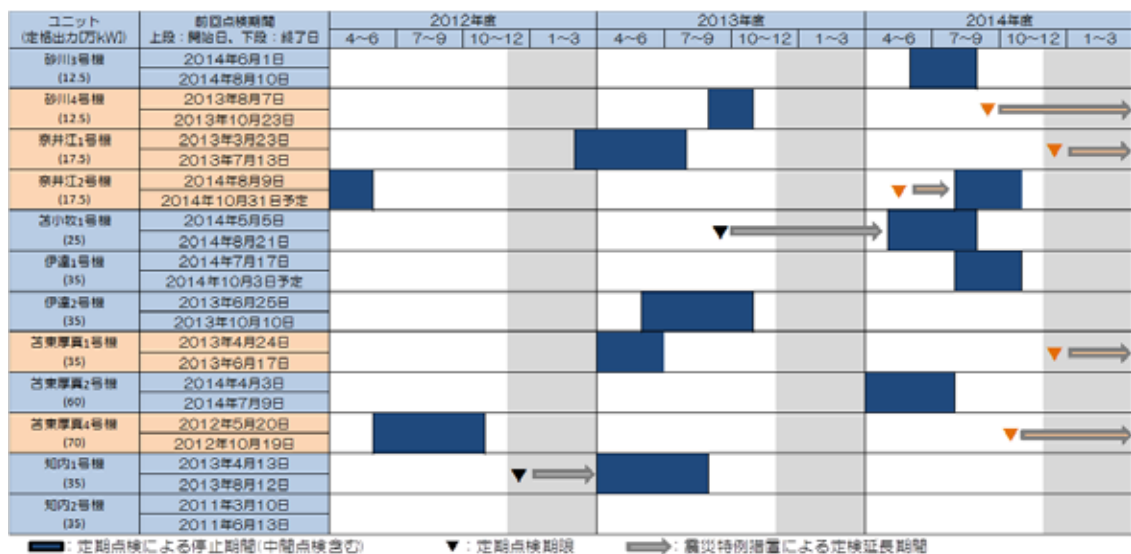 ユニット 前回点検期間 2012年度 2013年度 2014年度
(定格出力[万kW]) 上段：開始日、下段：終了日 4～6 7～9 10～12 1～3 4～6 7～9 10～12 1～3 4～6 7～9 10～12 1～3
砂川3号機 2014年6月1日
(12.5) 2014年8月10日
砂川4号機 2013年8月7日
(12.5) 2013年10月23日
奈井江1号機 2013年3月23日
(17.5) 2013年7月13日
奈井江2号機 2014年8月9日
(17.5) 2014年10月31日予定
苫小牧1号機 2014年5月5日
(25) 2014年8月21日
伊達1号機 2014年7月17日
(35) 2014年10月3日予定
伊達2号機 2013年6月25日
(35) 2013年10月10日
苫東厚真1号機 2013年4月24日
(35) 2013年6月17日
苫東厚真2号機 2014年4月3日
(60) 2014年7月9日
苫東厚真4号機 2012年5月20日
(70) 2012年10月19日
知内1号機 2013年4月13日
(35) 2013年8月12日
知内2号機 2011年3月10日
(35) 2011年6月13日
：定期点検による停止期間(中間点検含む) ▼：定期点検期限 ：震災特例措置による定検延長期間